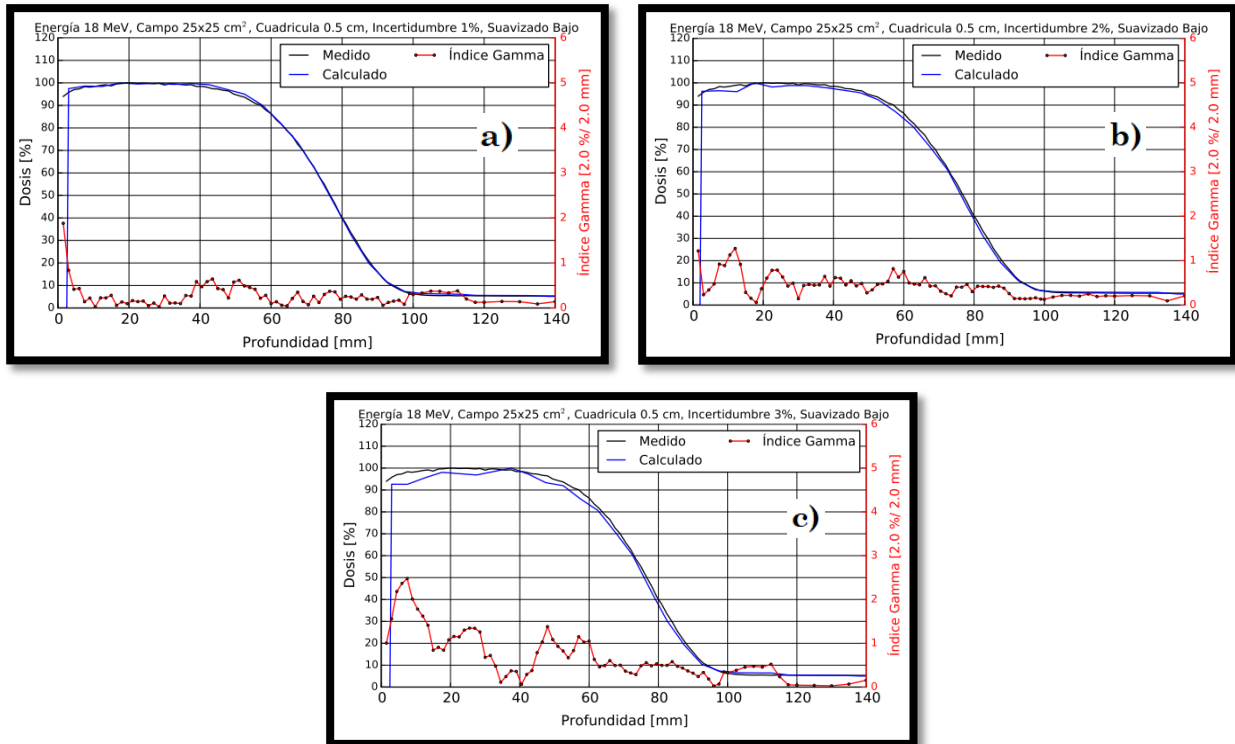 Energía 18 MeV, Campo 25x25 cm², Cuadricula 0.5 cm, Incertidumbre 1%, Suavizado Bajo
Medido
Calculado
Índice Gamma
a)
Dosis [%]
0 10 20 30 40 50 60 70 80 90 100 110 120
Índice Gamma [2.0 %/ 2.0 mm]
0 1 2 3 4 5 6
0 20 40 60 80 100 120 140
Profundidad [mm]
Energía 18 MeV, Campo 25x25 cm², Cuadricula 0.5 cm, Incertidumbre 2%, Suavizado Bajo
Medido
Calculado
Índice Gamma
b)
Dosis [%]
0 10 20 30 40 50 60 70 80 90 100 110 120
Índice Gamma [2.0 %/ 2.0 mm]
0 1 2 3 4 5 6
0 20 40 60 80 100 120 140
Profundidad [mm]
Energía 18 MeV, Campo 25x25 cm², Cuadricula 0.5 cm, Incertidumbre 3%, Suavizado Bajo
Medido
Calculado
Índice Gamma
c)
Dosis [%]
0 10 20 30 40 50 60 70 80 90 100 110 120
Índice Gamma [2.0 %/ 2.0 mm]
0 1 2 3 4 5 6
0 20 40 60 80 100 120 140
Profundidad [mm]